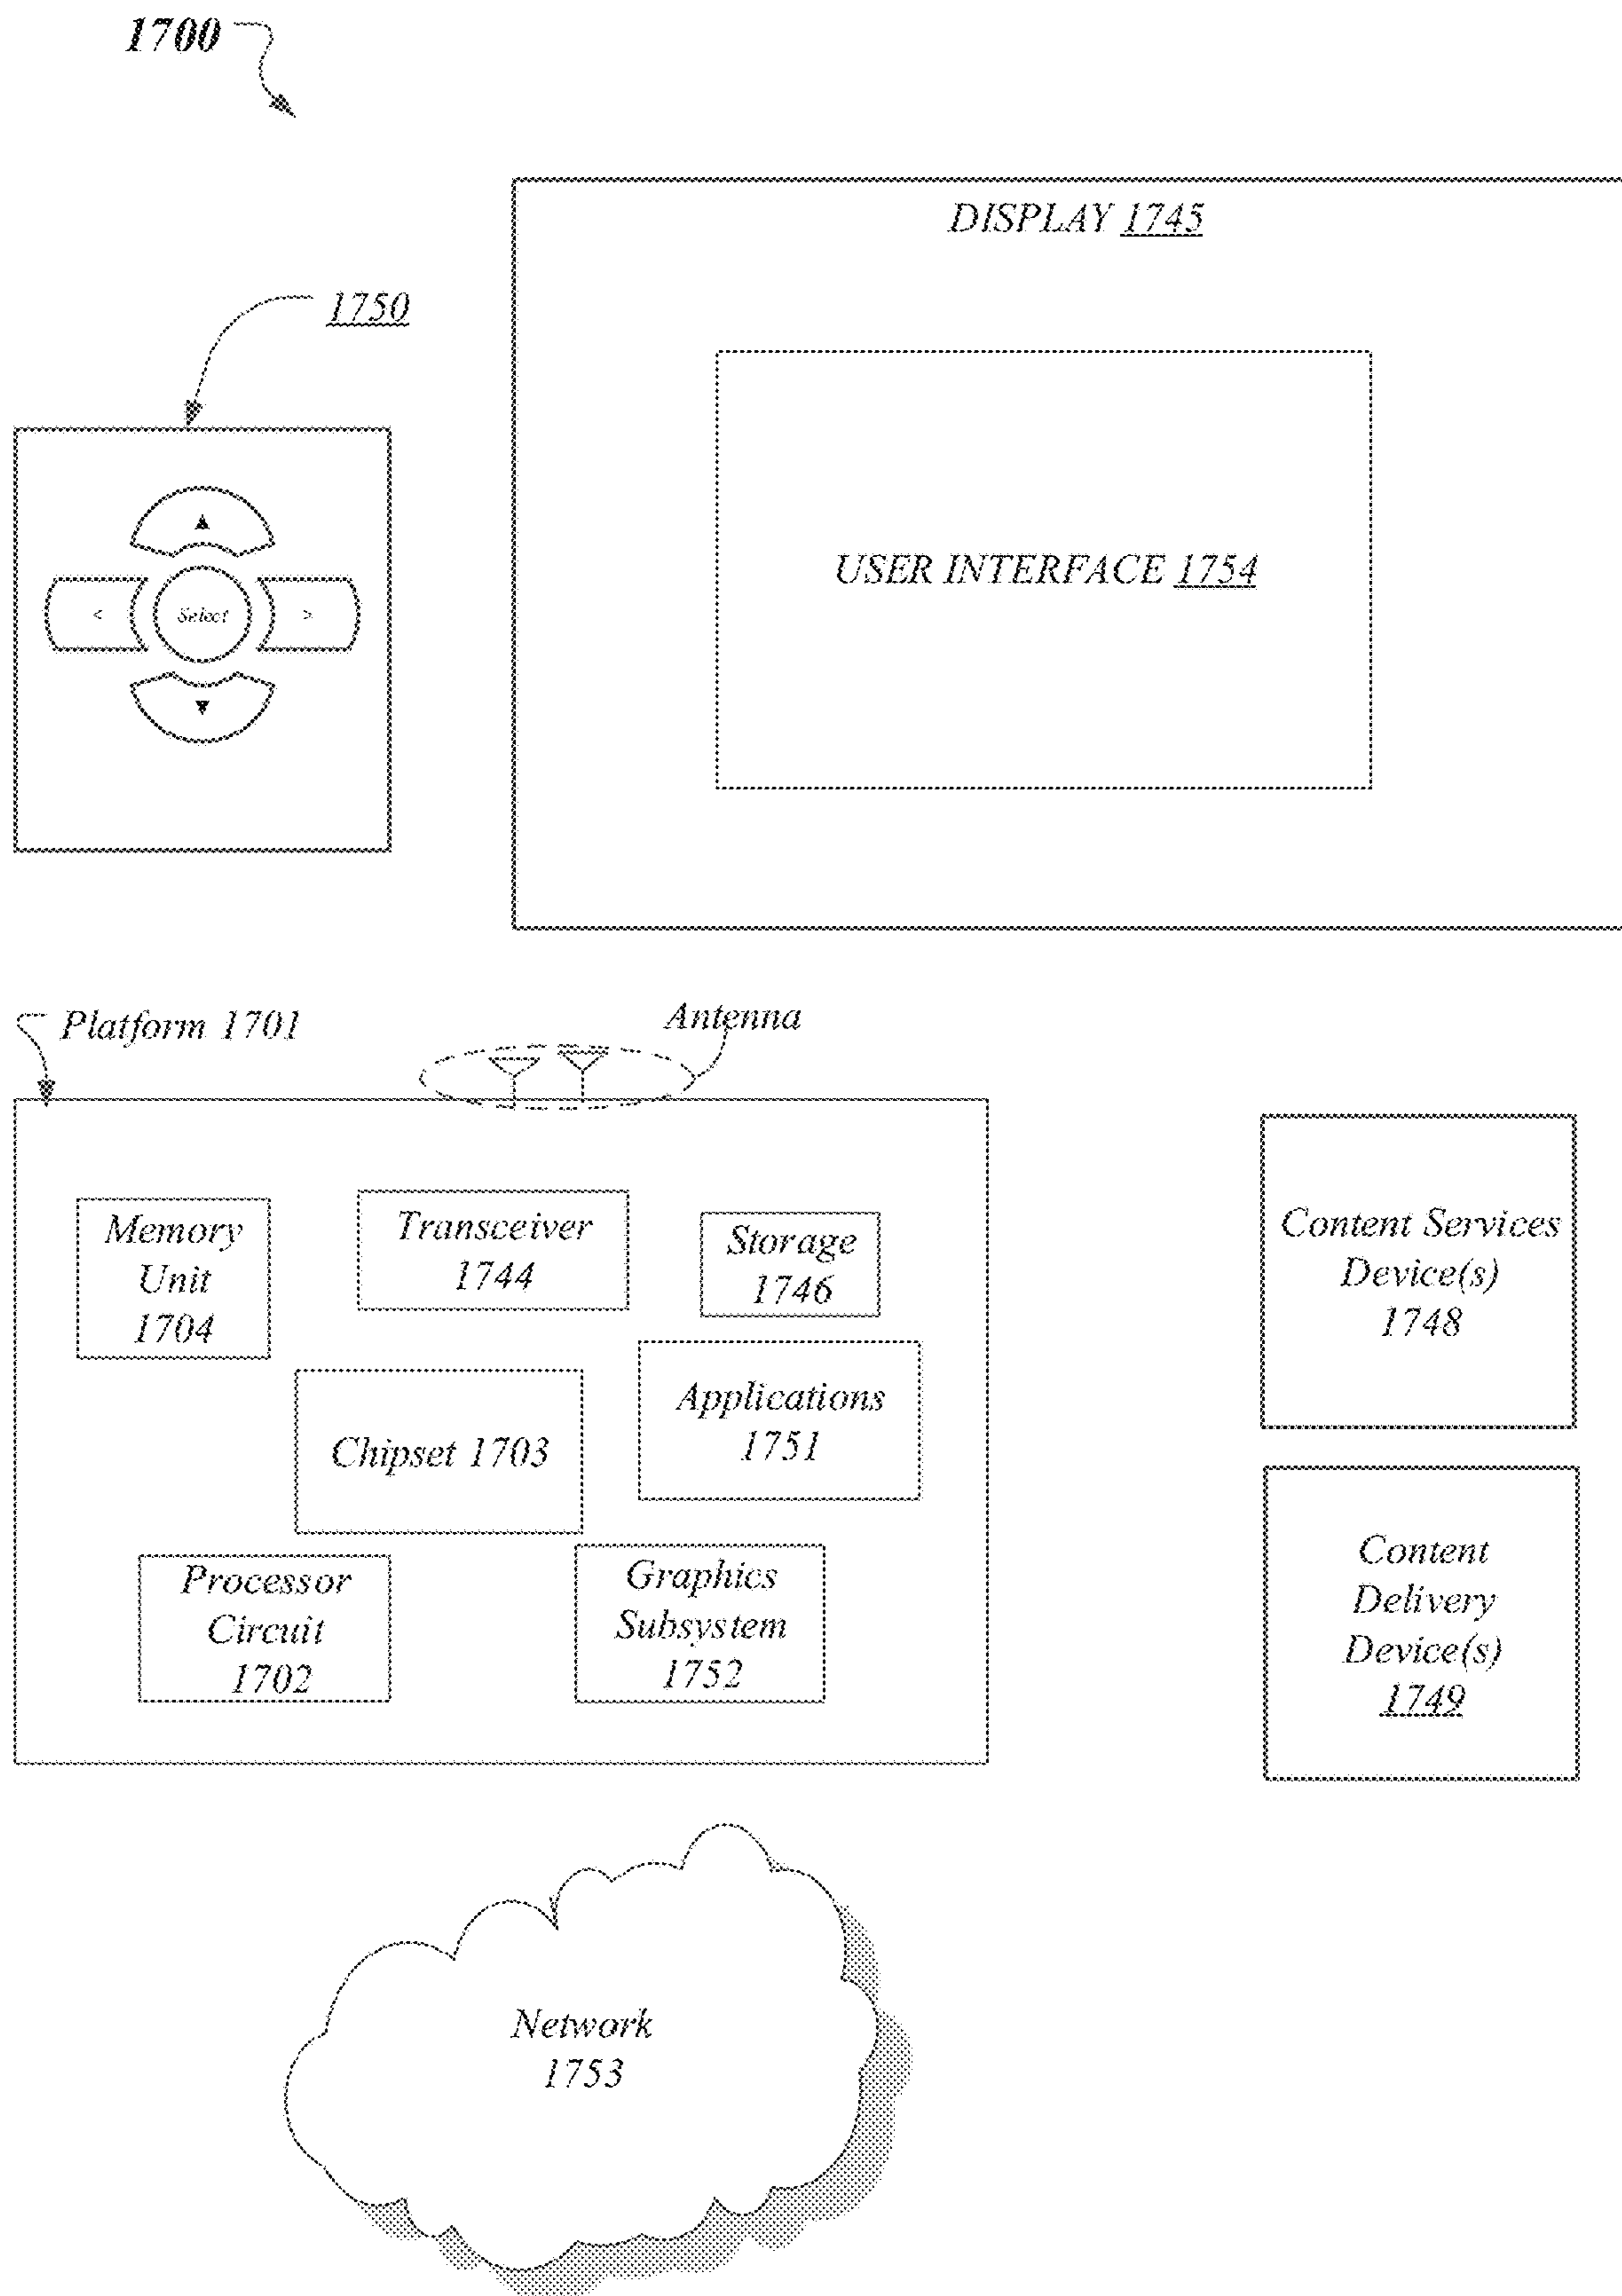 1700
DISPLAY 1745
1750
USER INTERFACE 1754
<
Select
>
Platform 1701
Antenna
Memory
Unit
1704
Transceiver
1744
Storage
1746
Chipset 1703
Applications
1751
Processor
Circuit
1702
Graphics
Subsystem
1752
Content Services
Device(s)
1748
Content
Delivery
Device(s)
1749
Network
1753